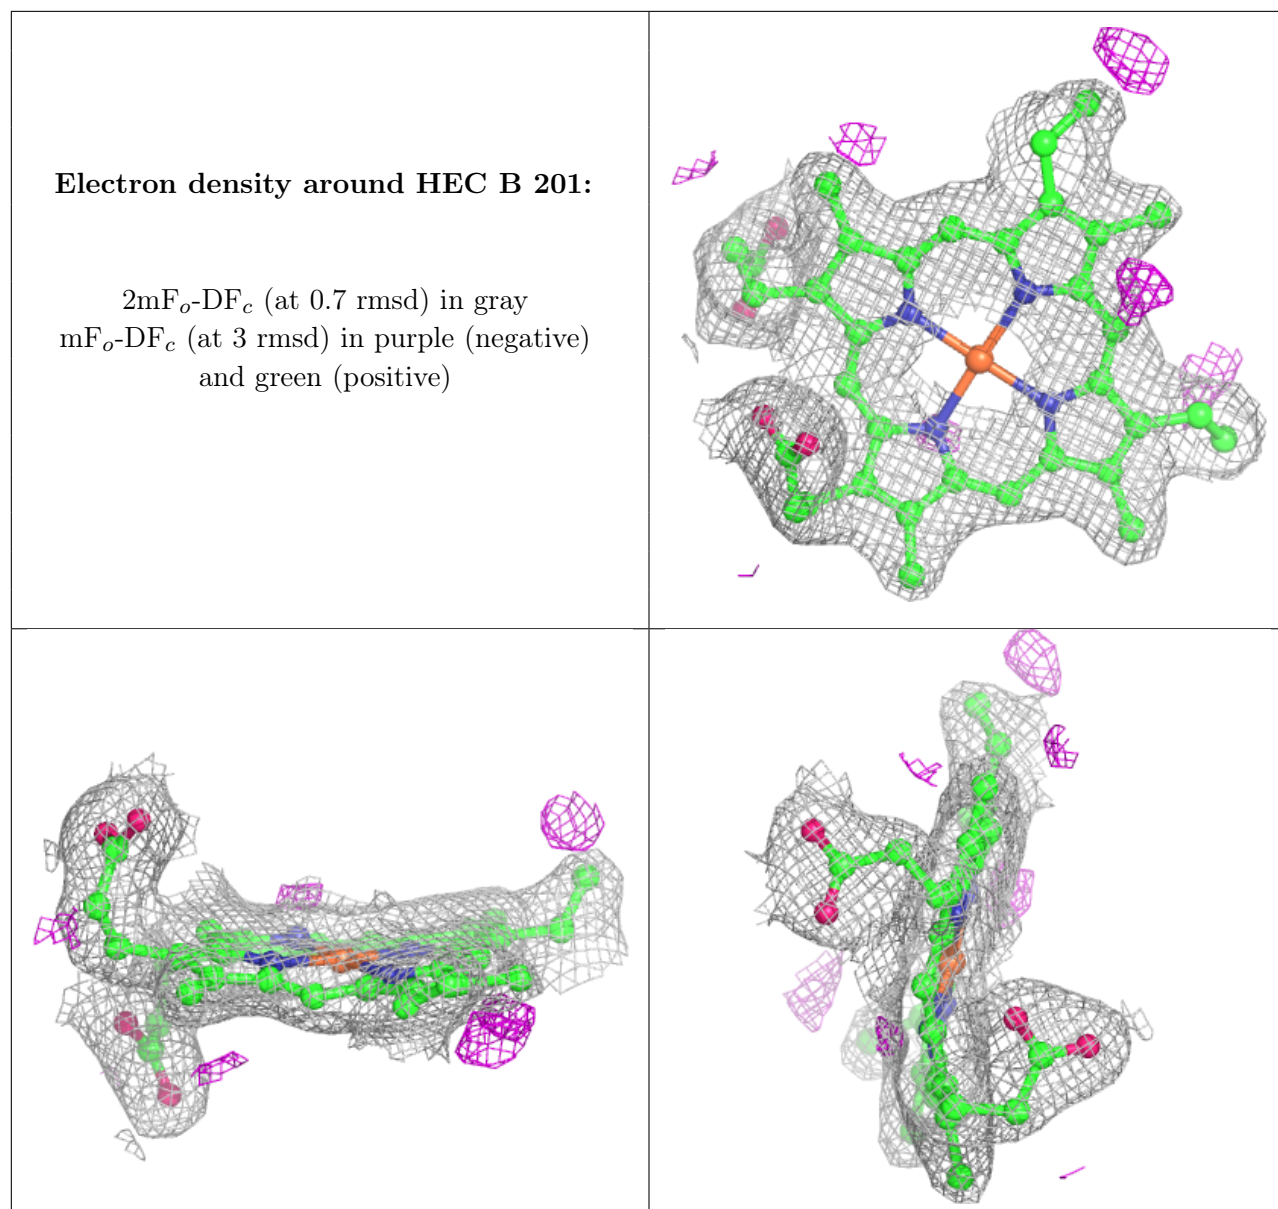 Electron density around HEC B 201:
2mFo-DFc (at 0.7 rmsd) in gray
mFo-DFc (at 3 rmsd) in purple (negative)
and green (positive)